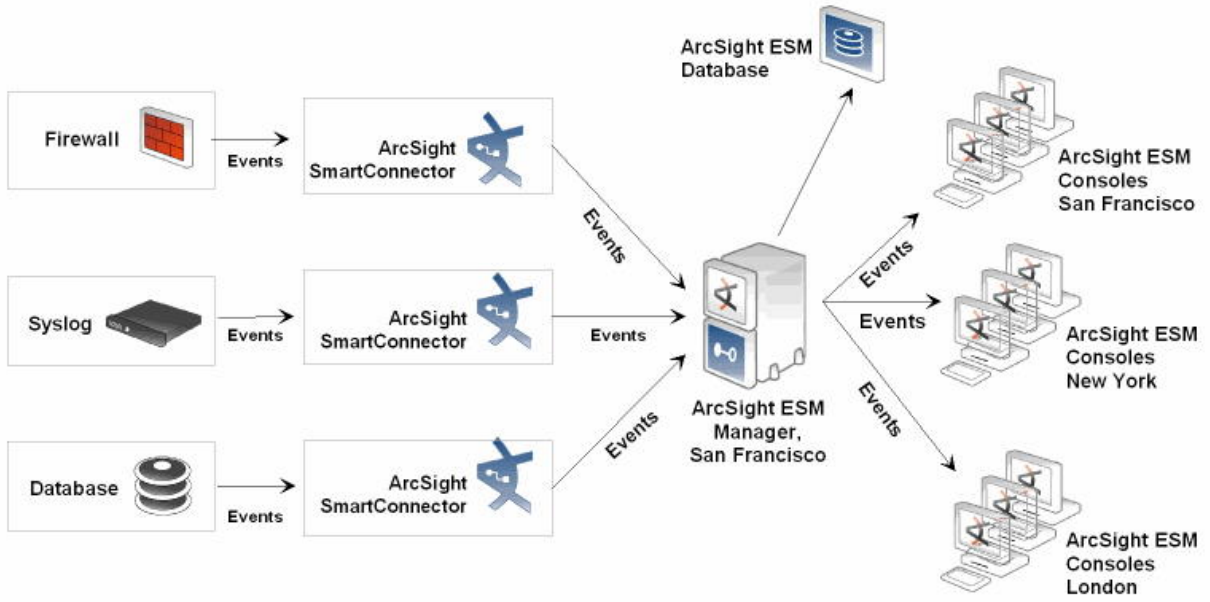 ArcSight ESM
Database
Firewall
Events
ArcSight
SmartConnector
Events
ArcSight ESM
Consoles
San Francisco
Events
Syslog
Events
ArcSight
SmartConnector
Events
Events
ArcSight ESM
Consoles
New York
ArcSight ESM
Manager,
San Francisco
Database
Events
ArcSight
SmartConnector
Events
Events
ArcSight ESM
Consoles
London